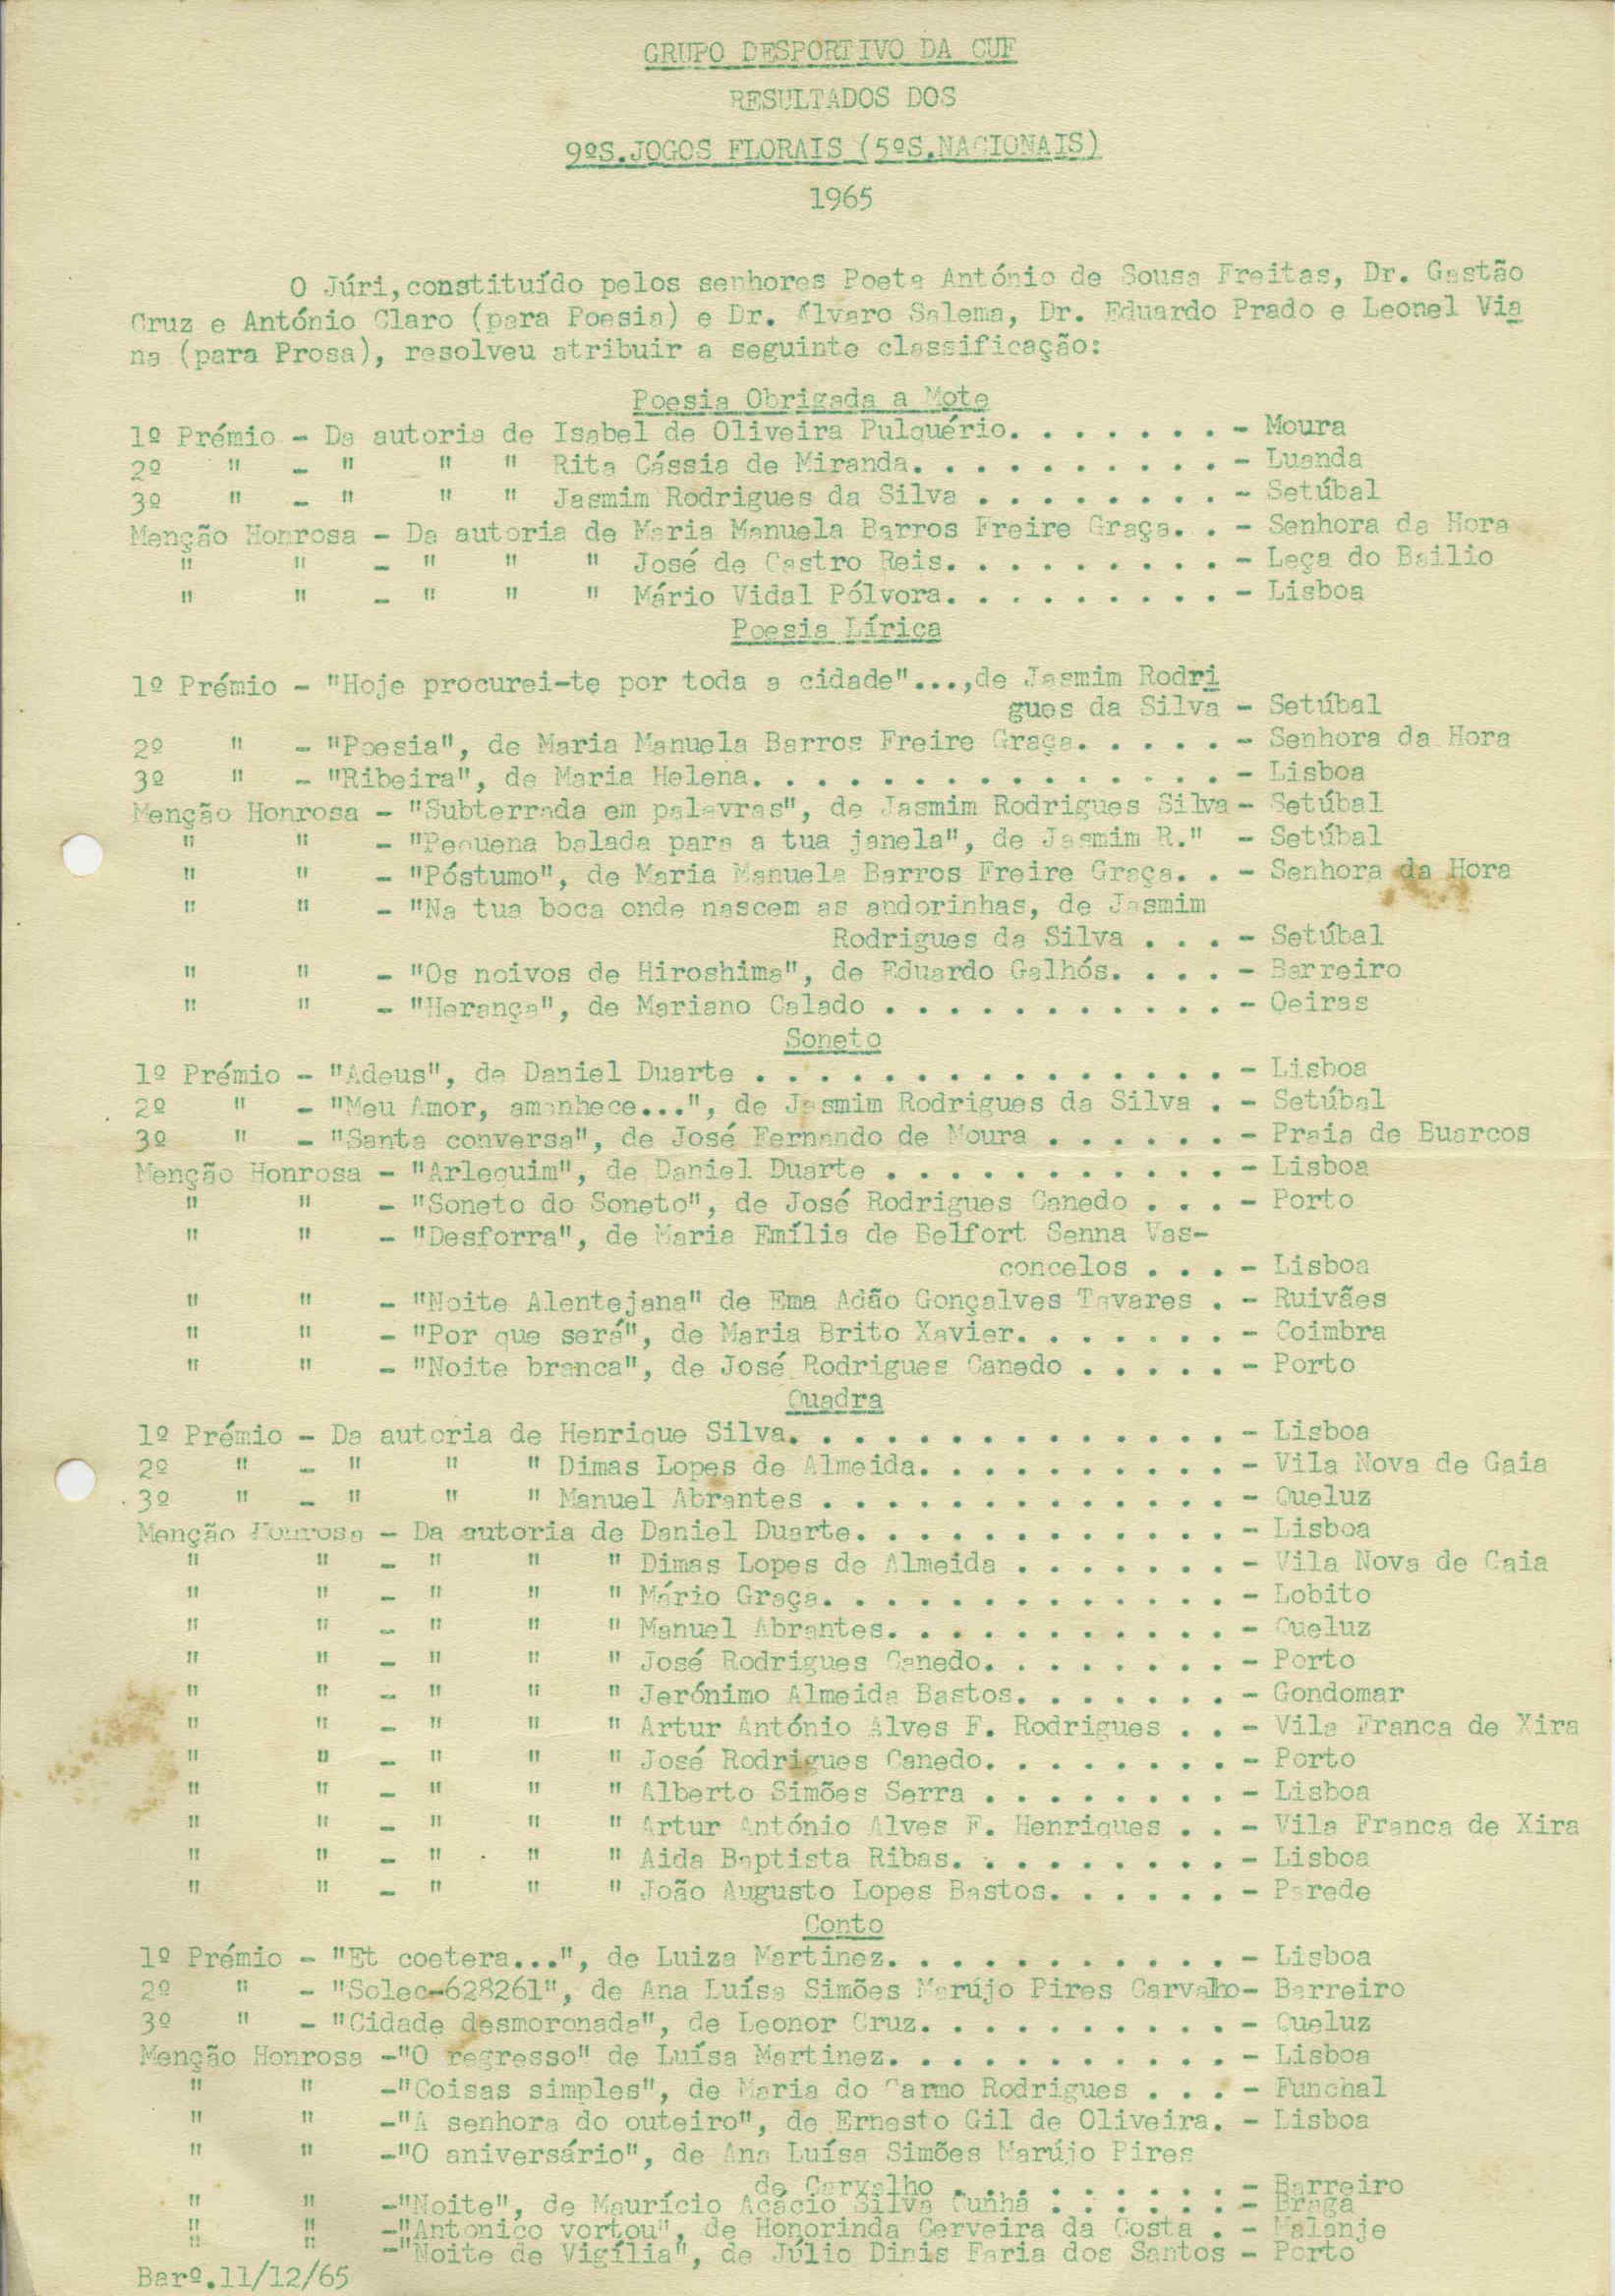 GRUPO DESPORTIVO DA CUF
RESULTADOS DOS
9ºS.JOGOS FLORAIS (5ºS.NACIONAIS)
1965
O Júri,constituído pelos senhores Poeta António de Sousa Freitas, Dr. Gastão
Cruz e António Claro (para Poesia) e Dr. Álvaro Salema, Dr. Eduardo Prado e Leonel Via
na (para Prosa), resolveu atribuir a seguinte classificação:
Poesia Obrigada a Mote
1º Prémio - Da autoria de Isabel de Oliveira Pulquério. . . . . . . - Moura
2º " - " " " Rita Cássia de Miranda. . . . . . . . . . - Luanda
3º " - " " " Jasmim Rodrigues da Silva . . . . . . . . - Setúbal
Menção Honrosa - Da autoria de Maria Manuela Barros Freire Graça. . - Senhora da Hora
" " - " " " José de Castro Reis. . . . . . . . . - Leça do Bailio
" " - " " " Mário Vidal Pólvora. . . . . . . . . - Lisboa
Poesia Lírica
1º Prémio - "Hoje procurei-te por toda a cidade"...,de Jasmim Rodri
gues da Silva - Setúbal
2º " - "Poesia", de Maria Manuela Barros Freire Graça. . . . . - Senhora da Hora
3º " - "Ribeira", de Maria Helena. . . . . . . . . . . . . . . - Lisboa
Menção Honrosa - "Subterrada em palavras", de Jasmim Rodrigues Silva - Setúbal
" " - "Pequena balada para a tua janela", de Jasmim R." - Setúbal
" " - "Póstumo", de Maria Manuela Barros Freire Graça. . - Senhora da Hora
" " - "Na tua boca onde nascem as andorinhas, de Jasmim
Rodrigues da Silva . . . - Setúbal
" " - "Os noivos de Hiroshima", de Eduardo Galhós. . . . - Barreiro
" " - "Herança", de Mariano Calado . . . . . . . . . . . - Oeiras
Soneto
1º Prémio - "Adeus", de Daniel Duarte . . . . . . . . . . . . . . . - Lisboa
2º " - "Meu Amor, amanhece...", de Jasmim Rodrigues da Silva . - Setúbal
3º " - "Santa conversa", de José Fernando de Moura . . . . . . - Praia de Buarcos
Menção Honrosa - "Arlequim", de Daniel Duarte . . . . . . . . . . . - Lisboa
" " - "Soneto do Soneto", de José Rodrigues Canedo . . . - Porto
" " - "Desforra", de Maria Emília de Belfort Senna Vas-
concelos . . . - Lisboa
" " - "Noite Alentejana" de Ema Adão Gonçalves Tavares . - Ruivães
" " - "Por que será", de Maria Brito Xavier. . . . . . . - Coimbra
" " - "Noite branca", de José Rodrigues Canedo . . . . . - Porto
Quadra
1º Prémio - Da autoria de Henrique Silva. . . . . . . . . . . . . . - Lisboa
2º " - " " " Dimas Lopes de Almeida. . . . . . . . . . - Vila Nova de Gaia
3º " - " " " Manuel Abrantes . . . . . . . . . . . . . - Queluz
Menção Honrosa - Da autoria de Daniel Duarte. . . . . . . . . . . . - Lisboa
" " - " " " Dimas Lopes de Almeida . . . . . . . - Vila Nova de Gaia
" " - " " " Mário Graça. . . . . . . . . . . . . - Lobito
" " - " " " Manuel Abrantes. . . . . . . . . . . - Queluz
" " - " " " José Rodrigues Canedo. . . . . . . . - Porto
" " - " " " Jerónimo Almeida Bastos. . . . . . . - Gondomar
" " - " " " Artur António Alves F. Rodrigues . . - Vila Franca de Xira
" " - " " " José Rodrigues Canedo. . . . . . . . - Porto
" " - " " " Alberto Simões Serra . . . . . . . . - Lisboa
" " - " " " Artur António Alves F. Henriques . . - Vila Franca de Xira
" " - " " " Aida Baptista Ribas. . . . . . . . . - Lisboa
" " - " " " João Augusto Lopes Bastos. . . . . . - Parede
Conto
1º Prémio - "Et coetera...", de Luiza Martinez. . . . . . . . . . . - Lisboa
2º " - "Solec-628261", de Ana Luísa Simões Marújo Pires Carvalho- Barreiro
3º " - "Cidade desmoronada", de Leonor Cruz. . . . . . . . . . - Queluz
Menção Honrosa -"O regresso" de Luísa Martinez. . . . . . . . . . . - Lisboa
" " -"Coisas simples", de Maria do Carmo Rodrigues . . . - Funchal
" " -"A senhora do outeiro", de Ernesto Gil de Oliveira. - Lisboa
" " -"O aniversário", de Ana Luísa Simões Marújo Pires
de Carvalho . . . . . . . . . - Barreiro
" " -"Noite", de Maurício Acácio Silva Cunha . . . . . . - Braga
" " -"Antonico vortou", de Honorinda Cerveira da Costa . - Malanje
" " -"Noite de Vigília", de Júlio Dinis Faria dos Santos - Porto
Barº.11/12/65